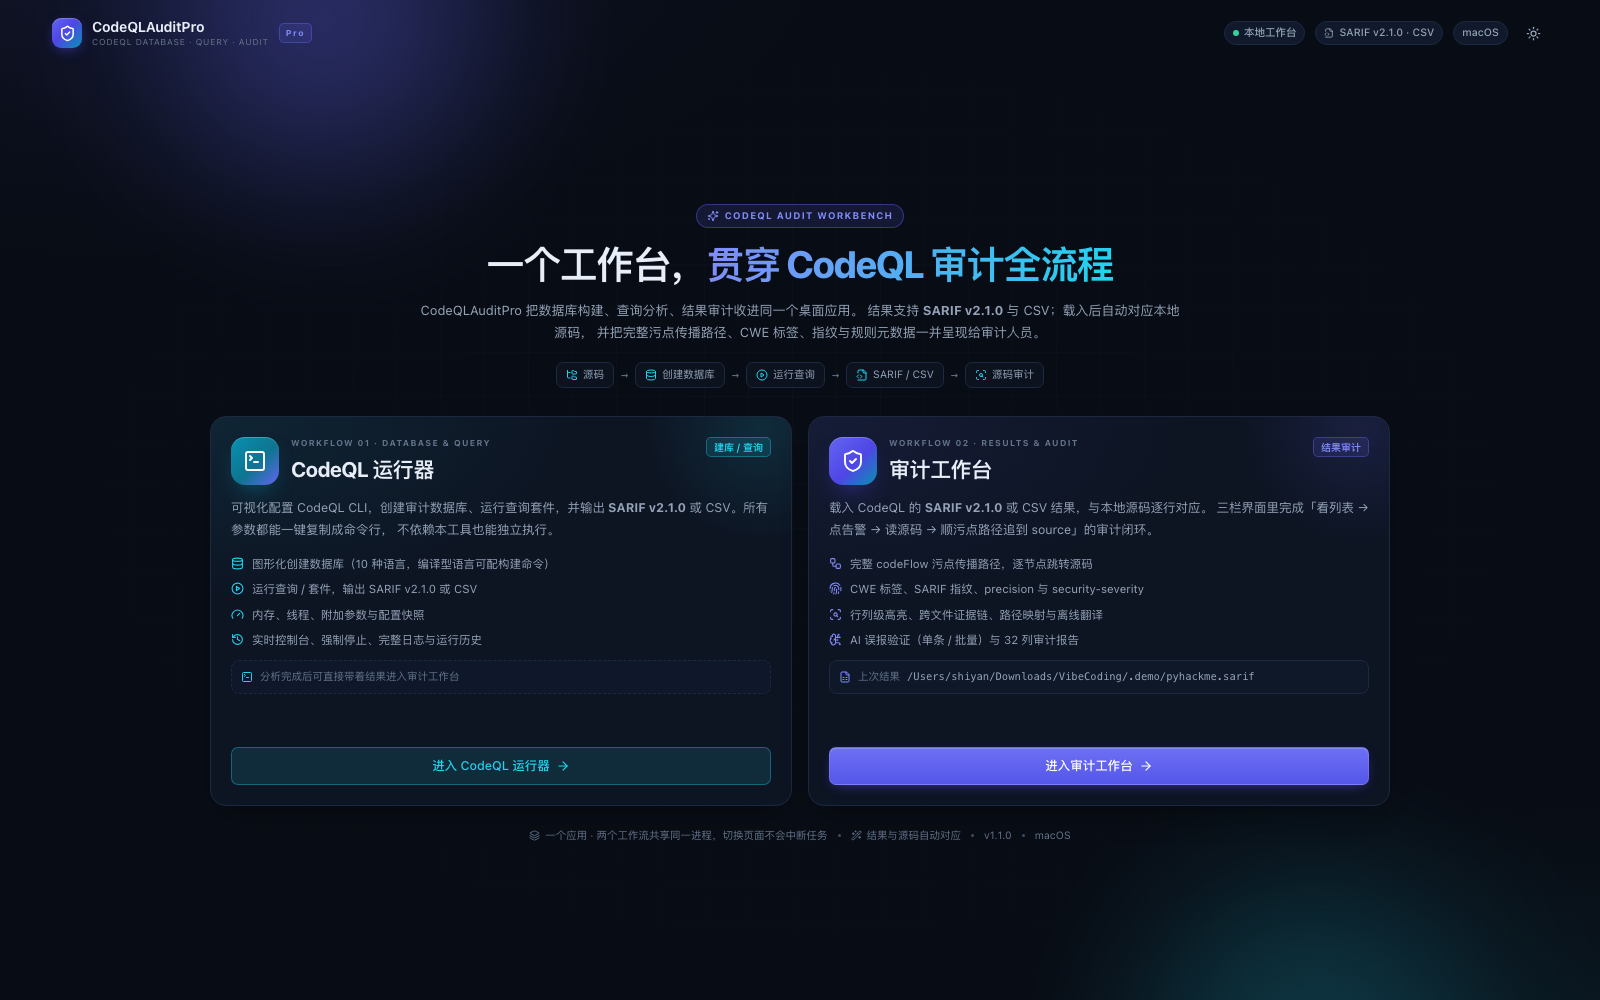 CodeQLAuditPro
CODEQL DATABASE · QUERY · AUDIT
Pro
本地工作台
SARIF v2.1.0 · CSV
macOS
CODEQL AUDIT WORKBENCH
一个工作台，贯穿 CodeQL 审计全流程
CodeQLAuditPro 把数据库构建、查询分析、结果审计收进同一个桌面应用。 结果支持 SARIF v2.1.0 与 CSV；载入后自动对应本地
源码， 并把完整污点传播路径、CWE 标签、指纹与规则元数据一并呈现给审计人员。
源码 → 创建数据库 → 运行查询 → SARIF / CSV → 源码审计
WORKFLOW 01 · DATABASE & QUERY
CodeQL 运行器
建库 / 查询
可视化配置 CodeQL CLI，创建审计数据库、运行查询套件，并输出 SARIF v2.1.0 或 CSV。所有
参数都能一键复制成命令行， 不依赖本工具也能独立执行。
图形化创建数据库（10 种语言，编译型语言可配构建命令）
运行查询 / 套件，输出 SARIF v2.1.0 或 CSV
内存、线程、附加参数与配置快照
实时控制台、强制停止、完整日志与运行历史
分析完成后可直接带着结果进入审计工作台
进入 CodeQL 运行器 →
WORKFLOW 02 · RESULTS & AUDIT
审计工作台
结果审计
载入 CodeQL 的 SARIF v2.1.0 或 CSV 结果，与本地源码逐行对应。 三栏界面里完成「看列表 →
点告警 → 读源码 → 顺污点路径追到 source」的审计闭环。
完整 codeFlow 污点传播路径，逐节点跳转源码
CWE 标签、SARIF 指纹、precision 与 security-severity
行列级高亮、跨文件证据链、路径映射与离线翻译
AI 误报验证（单条 / 批量）与 32 列审计报告
上次结果 /Users/shiyan/Downloads/VibeCoding/.demo/pyhackme.sarif
进入审计工作台 →
一个应用 · 两个工作流共享同一进程，切换页面不会中断任务 • 结果与源码自动对应 • v1.1.0 • macOS